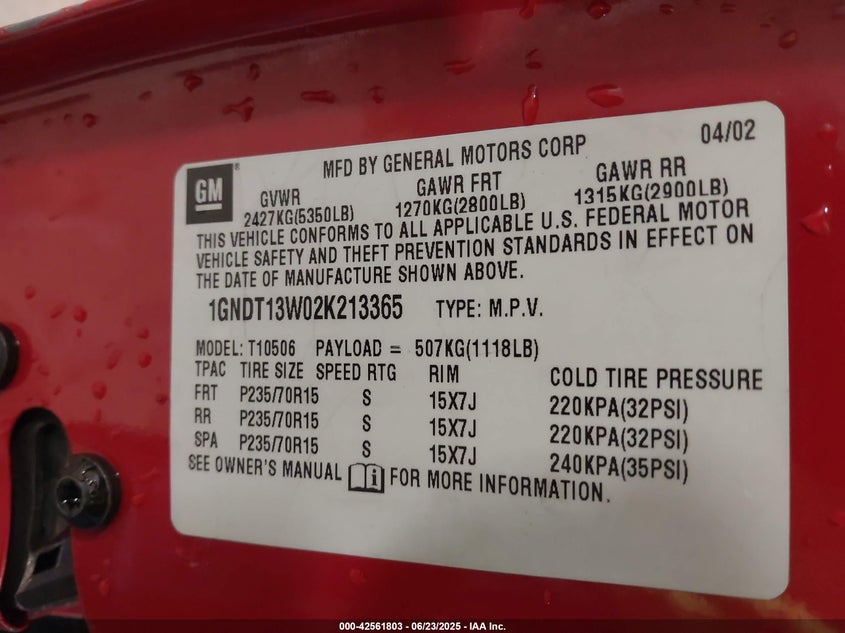 04/02
MFD BY GENERAL MOTORS CORP
GM®
GVWR GAWR FRT GAWR RR
2427KG(5350LB) 1270KG(2800LB) 1315KG(2900LB)
THIS VEHICLE CONFORMS TO ALL APPLICABLE U.S. FEDERAL MOTOR
VEHICLE SAFETY AND THEFT PREVENTION STANDARDS IN EFFECT ON
THE DATE OF MANUFACTURE SHOWN ABOVE.
1GNDT13W02K213365 TYPE: M.P.V.
MODEL: T10506 PAYLOAD = 507KG(1118LB)
TPAC TIRE SIZE SPEED RTG RIM COLD TIRE PRESSURE
FRT P235/70R15 S 15X7J 220KPA(32PSI)
RR P235/70R15 S 15X7J 220KPA(32PSI)
SPA P235/70R15 S 15X7J 240KPA(35PSI)
SEE OWNER'S MANUAL i FOR MORE INFORMATION.
000-42561803 - 06/23/2025 - IAA Inc.